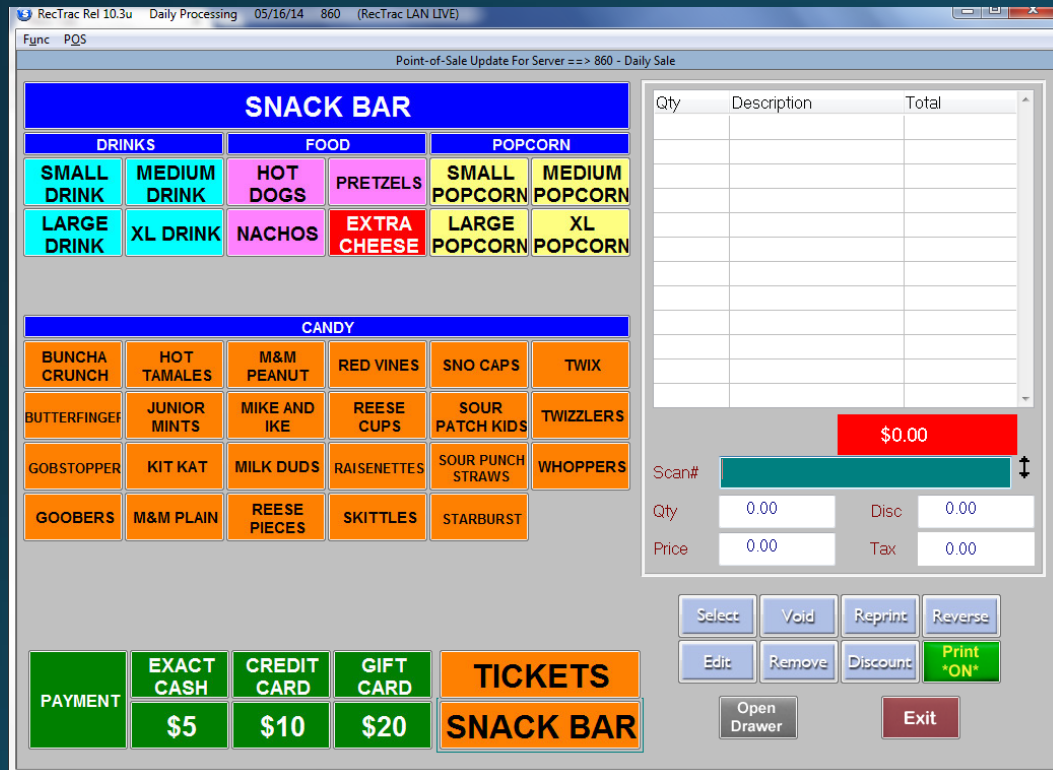 RecTrac Rel 10.3u Daily Processing 05/16/14 860 (RecTrac LAN LIVE)
Func POS
Point-of-Sale Update For Server ==> 860 - Daily Sale
SNACK BAR
DRINKS FOOD POPCORN
SMALL DRINK
MEDIUM DRINK
HOT DOGS
PRETZELS
SMALL POPCORN
MEDIUM POPCORN
LARGE DRINK
XL DRINK
NACHOS
EXTRA CHEESE
LARGE POPCORN
XL POPCORN
CANDY
BUNCHA CRUNCH
HOT TAMALES
M&M PEANUT
RED VINES
SNO CAPS
TWIX
BUTTERFINGER
JUNIOR MINTS
MIKE AND IKE
REESE CUPS
SOUR PATCH KIDS
TWIZZLERS
GOBSTOPPER
KIT KAT
MILK DUDS
RAISENETTES
SOUR PUNCH STRAWS
WHOPPERS
GOOBERS
M&M PLAIN
REESE PIECES
SKITTLES
STARBURST
PAYMENT
EXACT CASH
CREDIT CARD
GIFT CARD
TICKETS
$5
$10
$20
SNACK BAR
Qty Description Total
$0.00
Scan#
Qty 0.00 Disc 0.00
Price 0.00 Tax 0.00
Select Void Reprint Reverse
Edit Remove Discount Print *ON*
Open Drawer
Exit